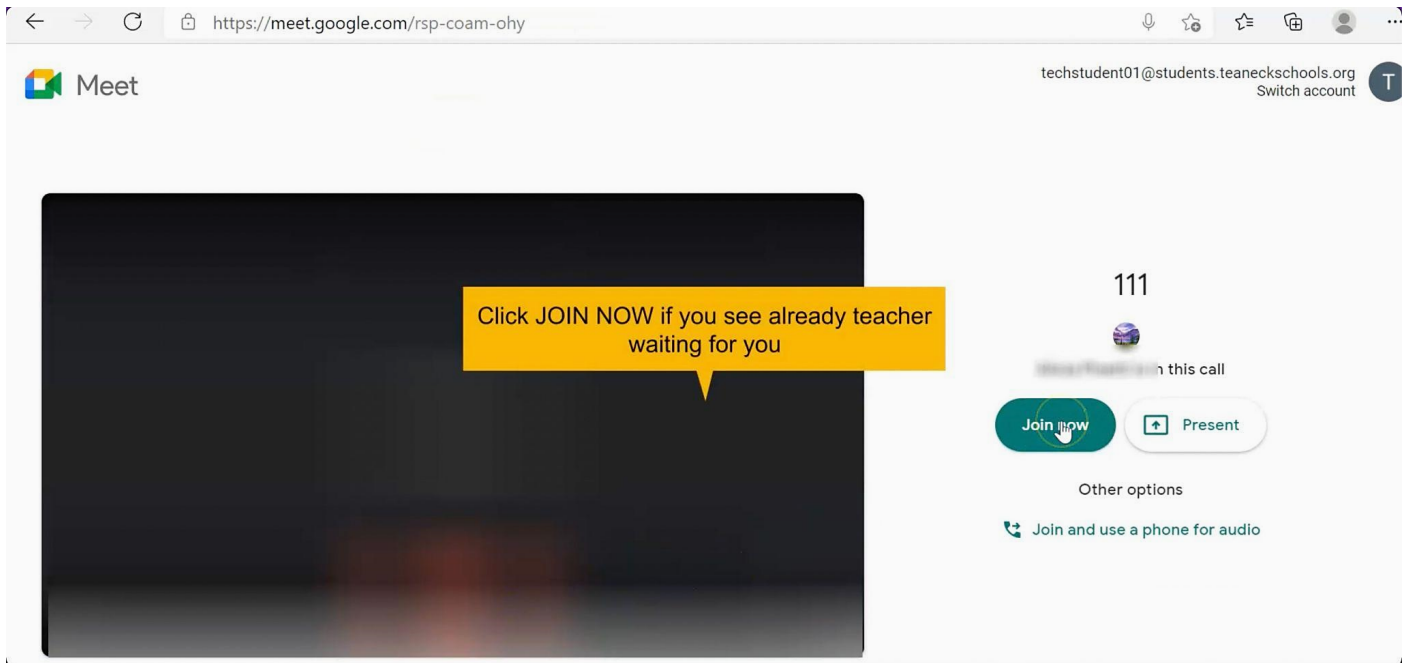 https://meet.google.com/rsp-coam-ohy
Meet
techstudent01@students.teaneckschools.org
Switch account
T
Click JOIN NOW if you see already teacher
waiting for you
111
this call
Join now
Present
Other options
Join and use a phone for audio